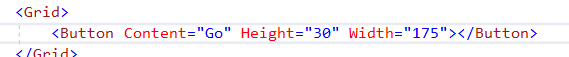 <Grid>
<Button Content="Go" Height="30" Width="175"></Button>
</Grid>